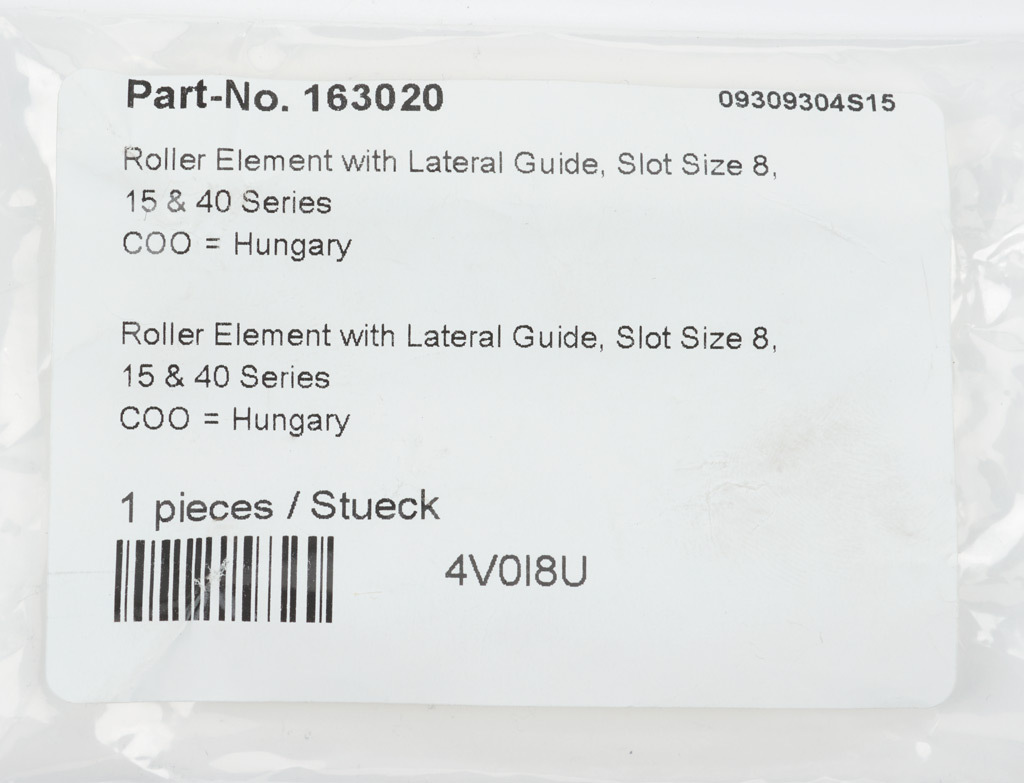 Part-No. 163020
09309304S15
Roller Element with Lateral Guide, Slot Size 8,
15 & 40 Series
COO = Hungary
Roller Element with Lateral Guide, Slot Size 8,
15 & 40 Series
COO = Hungary
1 pieces / Stueck
4V0I8U